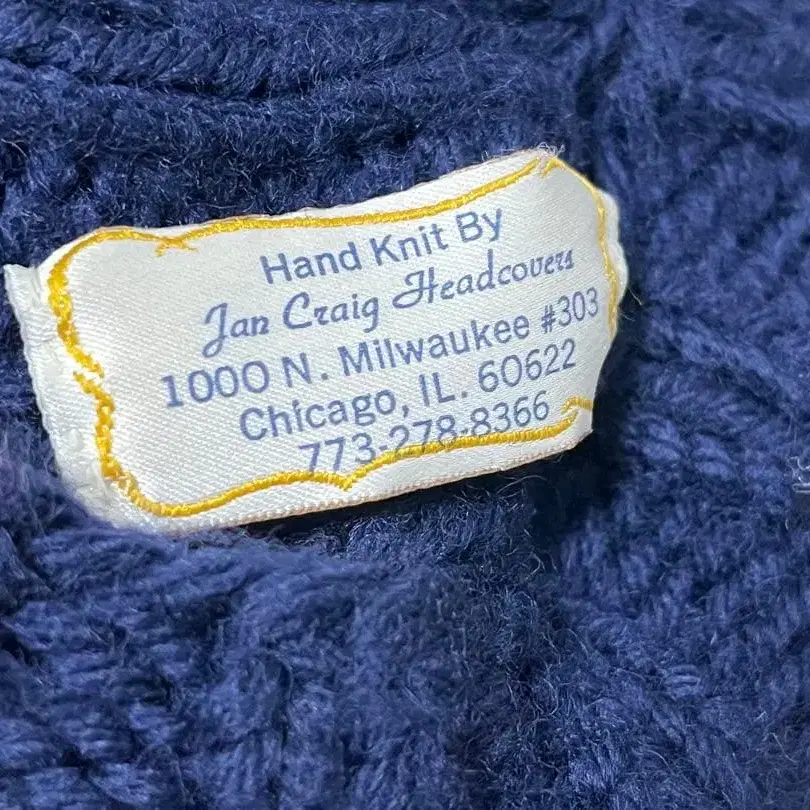 Hand Knit By
Jan Craig Headcovers
1000 N. Milwaukee #303
Chicago, IL. 60622
773-278-8366